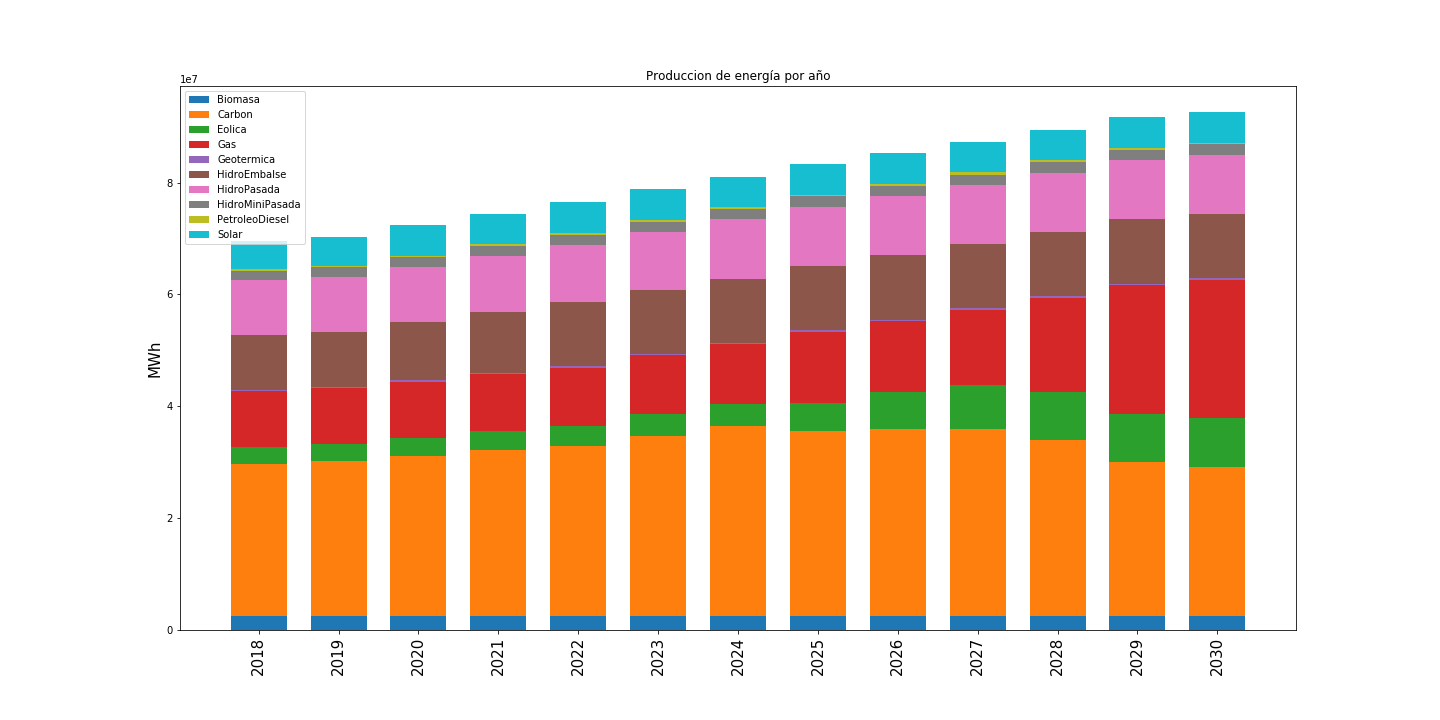 Produccion de energía por año
1e7
Biomasa
Carbon
Eolica
Gas
Geotermica
HidroEmbalse
HidroPasada
HidroMiniPasada
PetroleoDiesel
Solar
8
6
4
2
0
MWh
2018
2019
2020
2021
2022
2023
2024
2025
2026
2027
2028
2029
2030